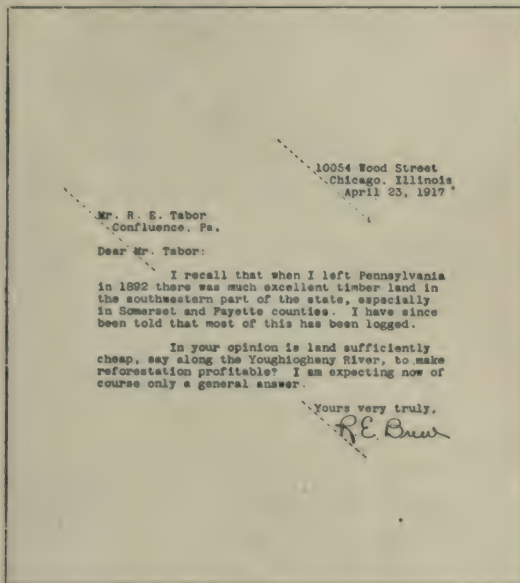 10054 Wood Street
Chicago, Illinois
April 23, 1917
Mr. R. E. Tabor
Confluence, Pa.
Dear Mr. Tabor:
I recall that when I left Pennsylvania
in 1892 there was much excellent timber land in
the southwestern part of the state, especially
in Somerset and Fayette counties. I have since
been told that most of this has been logged.
In your opinion is land sufficiently
cheap, say along the Youghiogheny River, to make
reforestation profitable? I am expecting now of
course only a general answer.
Yours very truly,
R. E. Brew